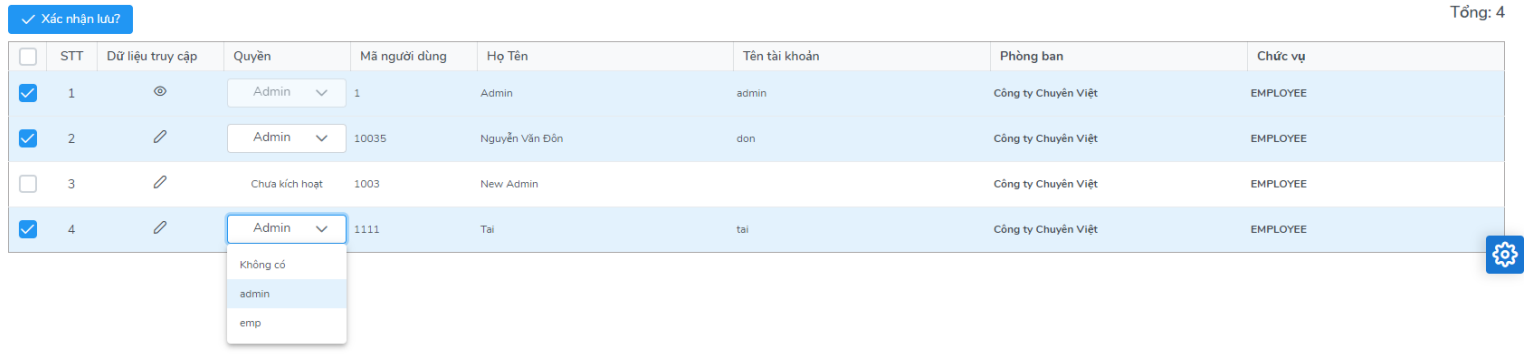 Xác nhận lưu?
Tổng: 4
STT Dữ liệu truy cập Quyền Mã người dùng Họ Tên Tên tài khoản Phòng ban Chức vụ
1 Admin 1 Admin admin Công ty Chuyên Việt EMPLOYEE
2 Admin 10035 Nguyễn Văn Đôn don Công ty Chuyên Việt EMPLOYEE
3 Chưa kích hoạt 1003 New Admin Công ty Chuyên Việt EMPLOYEE
4 Admin 1111 Tai tai Công ty Chuyên Việt EMPLOYEE
Không có
admin
emp